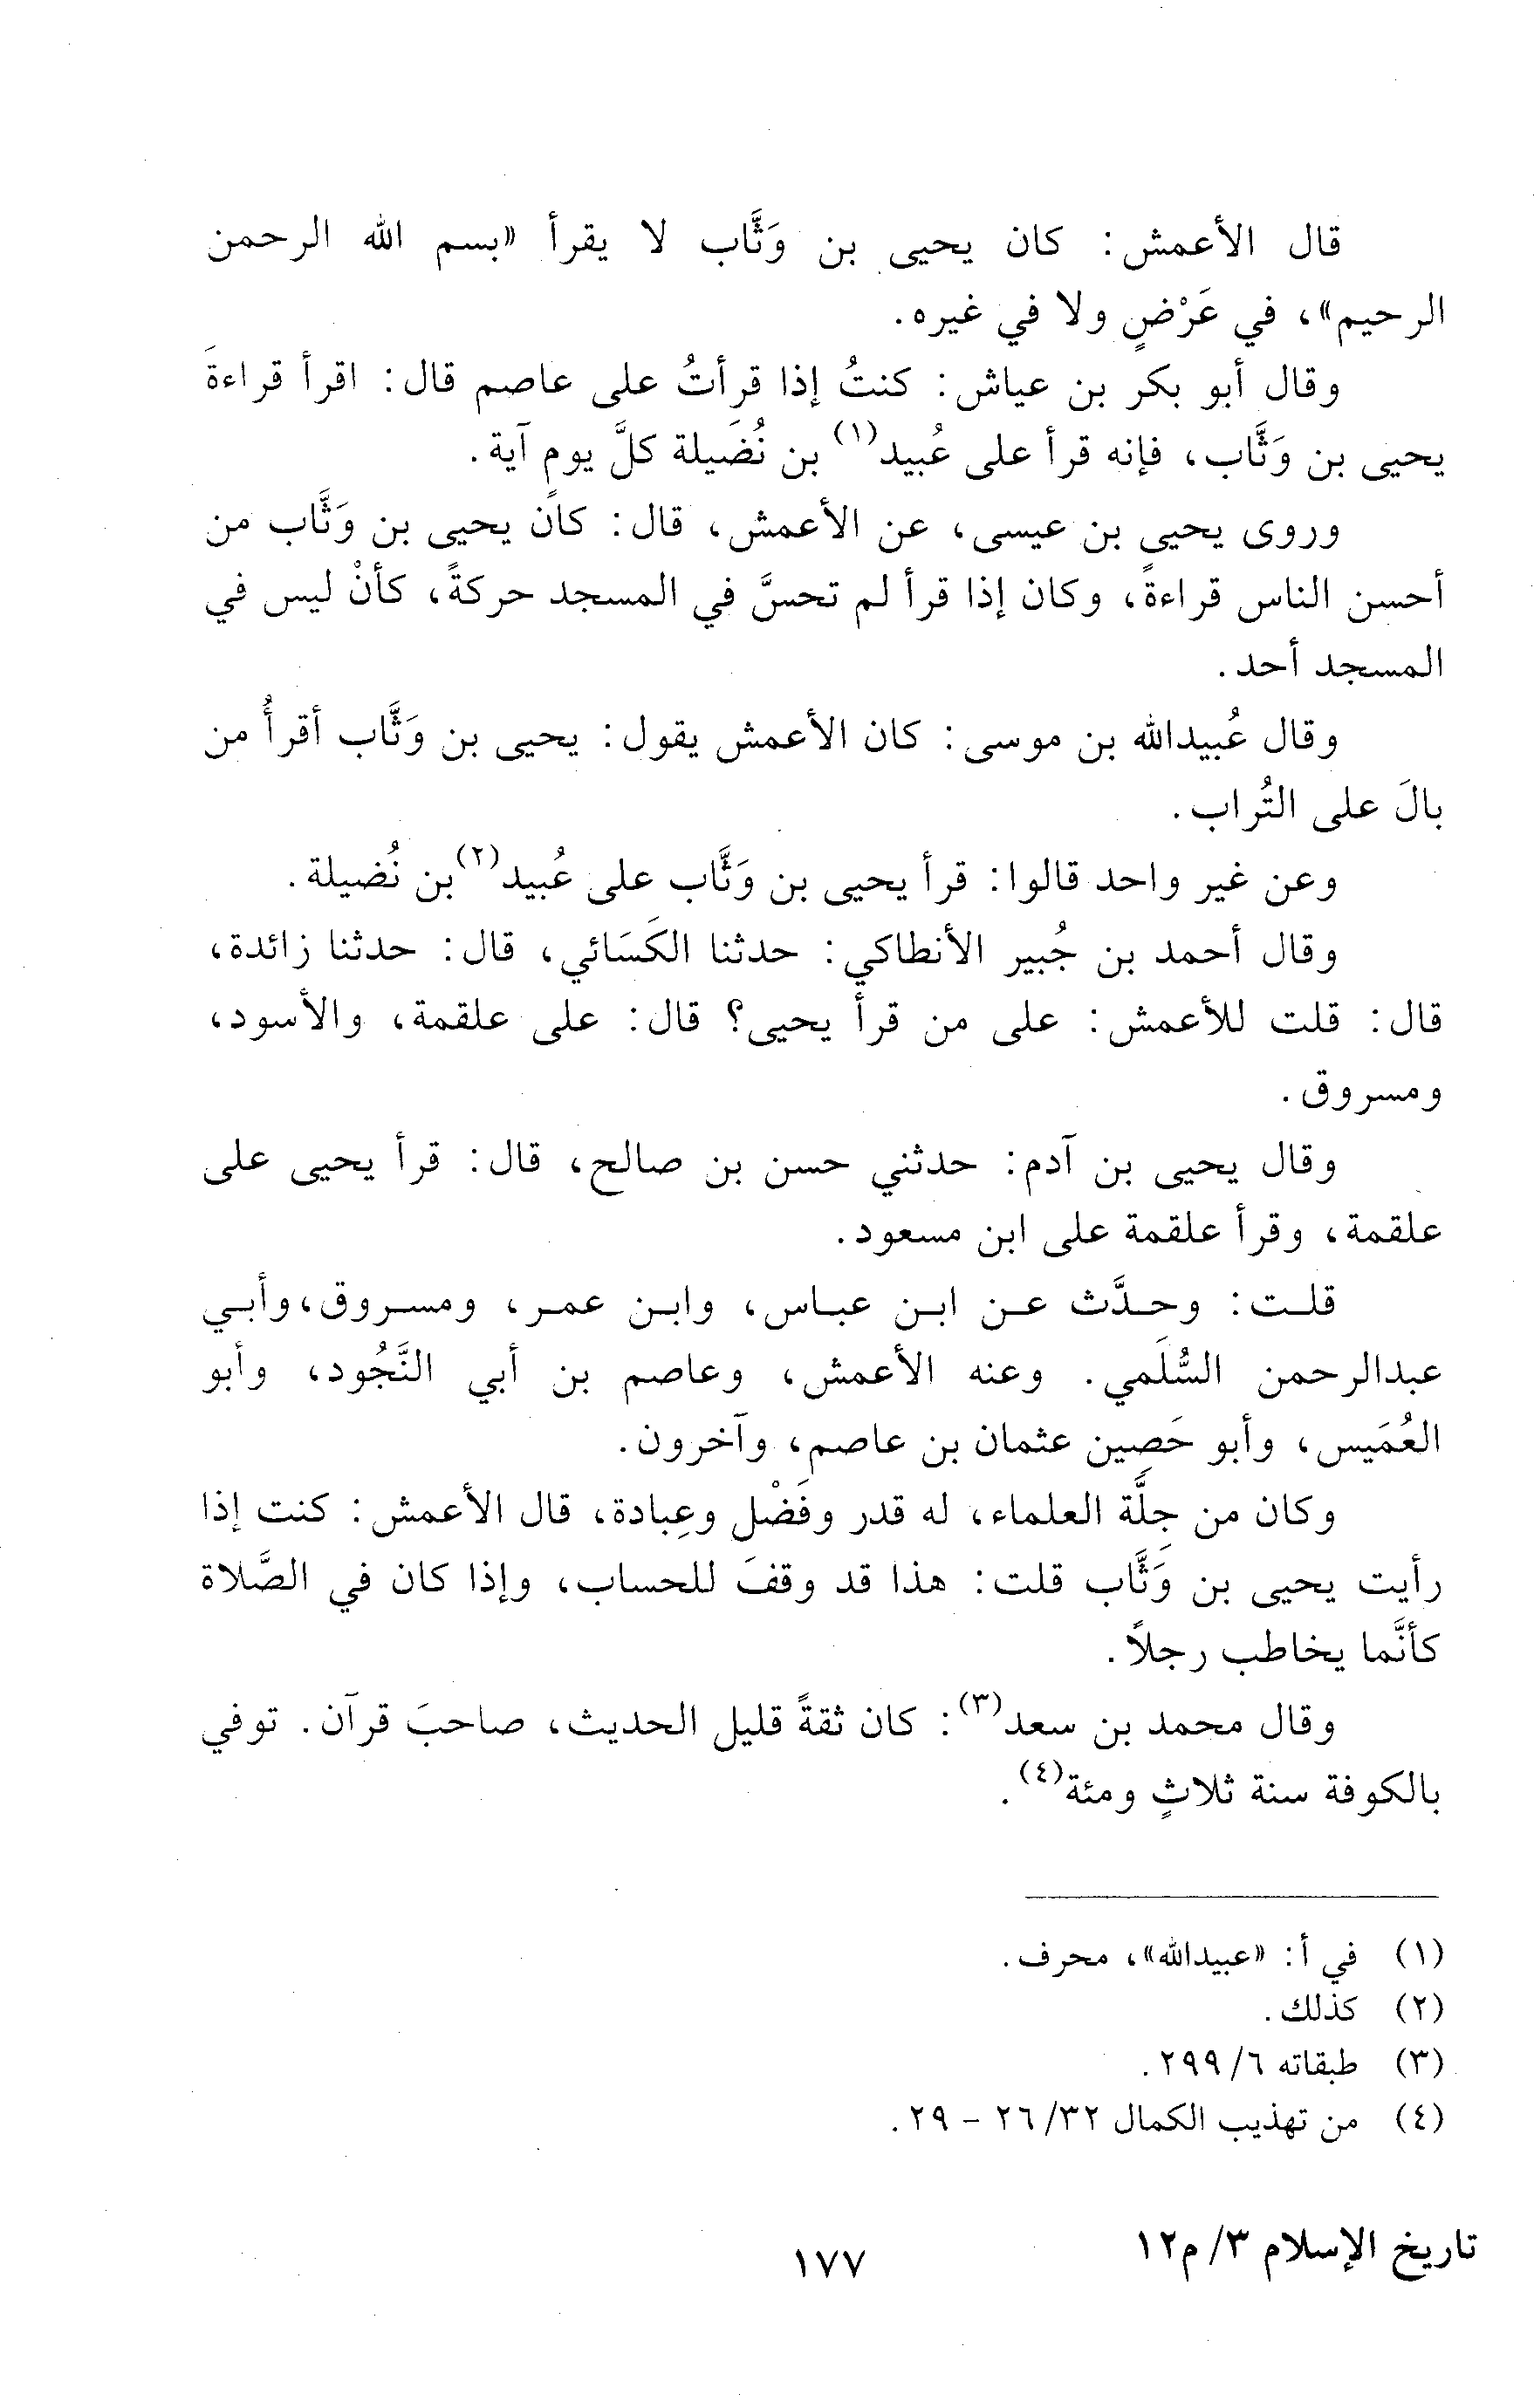 قال الأعمش: كان يحيى بن وَثَّاب لا يقرأ «بسم الله الرحمن
الرحيم»، في عَرْضٍ ولا في غيره.
وقال أبو بكر بن عياش: كنتُ إذا قرأتُ على عاصم قال: اقرأ قراءةَ
يحيى بن وَثَّاب، فإنه قرأ على عُبيد(١) بن نُضَيلة كلَّ يوم آية.
وروى يحيى بن عيسى، عن الأعمش، قال: كان يحيى بن وَثَّاب من
أحسن الناس قراءةً، وكان إذا قرأ لم تحسَّ في المسجد حركةً، كأنْ ليس في
المسجد أحد.
وقال عُبيدالله بن موسى: كان الأعمش يقول: يحيى بن وَثَّاب أقرأُ من
بالَ على التُراب.
وعن غير واحد قالوا: قرأ يحيى بن وَثَّاب على عُبيد(٢) بن نُضيلة.
وقال أحمد بن جُبير الأنطاكي: حدثنا الكَسَائي، قال: حدثنا زائدة،
قال: قلت للأعمش: على من قرأ يحيى؟ قال: على علقمة، والأسود،
ومسروق.
وقال يحيى بن آدم: حدثني حسن بن صالح، قال: قرأ يحيى على
علقمة، وقرأ علقمة على ابن مسعود.
قلت: وحدَّث عن ابن عباس، وابن عمر، ومسروق، وأبي
عبدالرحمن السُّلَمي. وعنه الأعمش، وعاصم بن أبي النَّجُود، وأبو
العُمَيس، وأبو حَصِين عثمان بن عاصم، وآخرون.
وكان من جِلَّة العلماء، له قدر وفَضْل وعِبادة، قال الأعمش: كنت إذا
رأيت يحيى بن وَثَّاب قلت: هذا قد وقفَ للحساب، وإذا كان في الصَّلاة
كأنَّما يخاطب رجلاً.
وقال محمد بن سعد(٣): كان ثقةً قليل الحديث، صاحبَ قرآن. توفي
بالكوفة سنة ثلاثٍ ومئة(٤).
(١) في أ: «عبيدالله»، محرف.
(٢) كذلك.
(٣) طبقاته ٦/ ٢٩٩.
(٤) من تهذيب الكمال ٣٢/ ٢٦ – ٢٩.
تاريخ الإسلام ٣/ م١٢
١٧٧